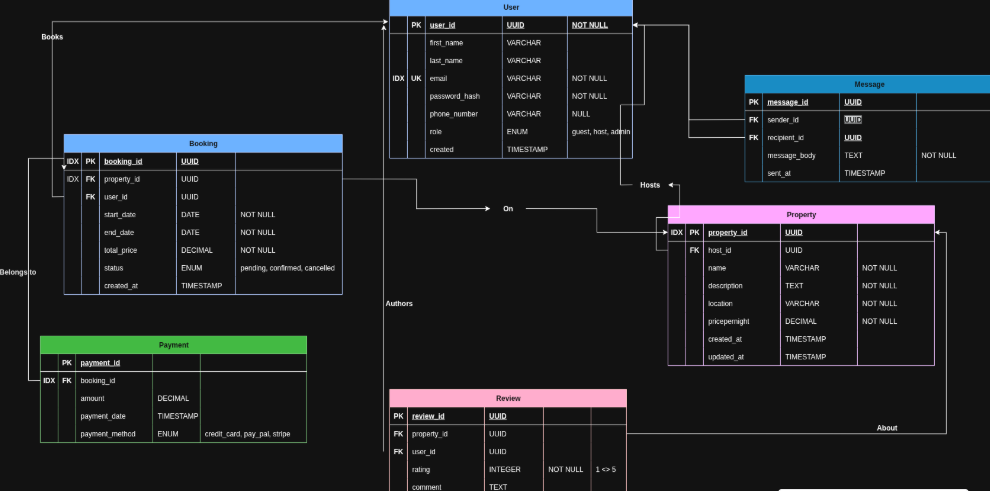 User
PK user_id UUID NOT NULL
first_name VARCHAR
last_name VARCHAR
IDX UK email VARCHAR NOT NULL
password_hash VARCHAR NOT NULL
phone_number VARCHAR NULL
role ENUM guest, host, admin
created TIMESTAMP
Books
Message
PK message_id UUID
FK sender_id UUID
FK recipient_id UUID
message_body TEXT NOT NULL
sent_at TIMESTAMP
Booking
IDX PK booking_id UUID
IDX FK property_id UUID
FK user_id UUID
start_date DATE NOT NULL
end_date DATE NOT NULL
total_price DECIMAL NOT NULL
status ENUM pending, confirmed, cancelled
created_at TIMESTAMP
Hosts
On
Property
IDX PK property_id UUID
FK host_id UUID
name VARCHAR NOT NULL
description TEXT NOT NULL
location VARCHAR NOT NULL
pricepernight DECIMAL NOT NULL
created_at TIMESTAMP
updated_at TIMESTAMP
Belongs to
Authors
Payment
PK payment_id
IDX FK booking_id
amount DECIMAL
payment_date TIMESTAMP
payment_method ENUM credit_card, pay_pal, stripe
Review
PK review_id UUID
FK property_id UUID
FK user_id UUID
rating INTEGER NOT NULL 1 <> 5
comment TEXT
About